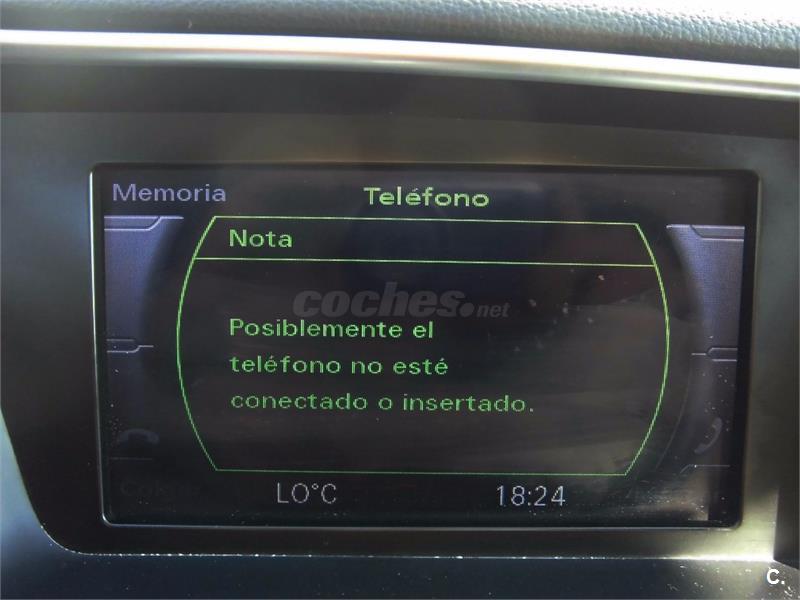 Memoria
Teléfono
Nota
coches.net
Posiblemente el
teléfono no esté
conectado o insertado.
LO°C
18:24
C.